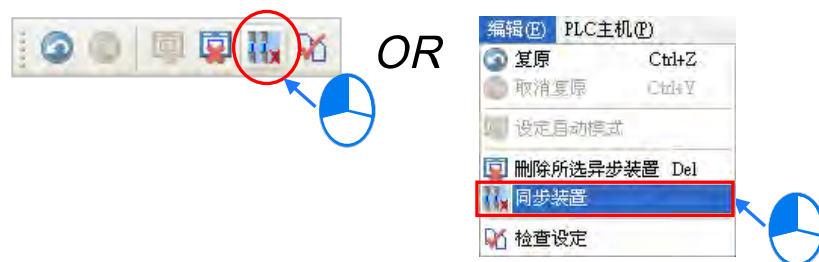 OR
编辑(E) PLC主机(P)
复原 Ctrl+Z
取消复原 Ctrl+Y
设定自动模式
删除所选异步装置 Del
同步装置
检查设定